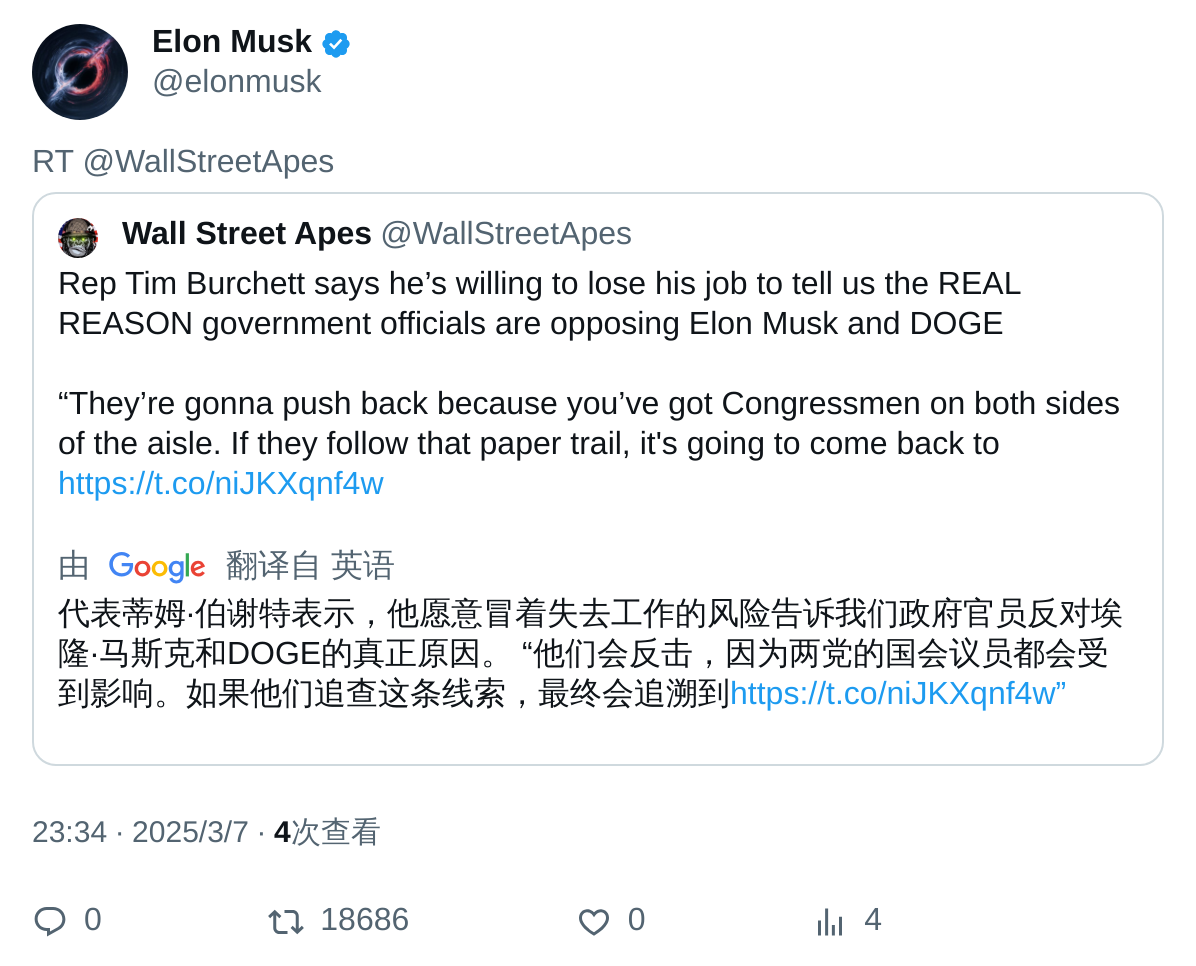 Elon Musk
@elonmusk
RT @WallStreetApes
Wall Street Apes @WallStreetApes
Rep Tim Burchett says he’s willing to lose his job to tell us the REAL
REASON government officials are opposing Elon Musk and DOGE
“They’re gonna push back because you’ve got Congressmen on both sides
of the aisle. If they follow that paper trail, it's going to come back to
https://t.co/niJKXqnf4w
由 Google 翻译自 英语
代表蒂姆·伯谢特表示，他愿意冒着失去工作的风险告诉我们政府官员反对埃
隆·马斯克和DOGE的真正原因。 “他们会反击，因为两党的国会议员都会受
到影响。如果他们追查这条线索，最终会追溯到https://t.co/niJKXqnf4w”
23:34 · 2025/3/7 · 4次查看
0 18686 0 4